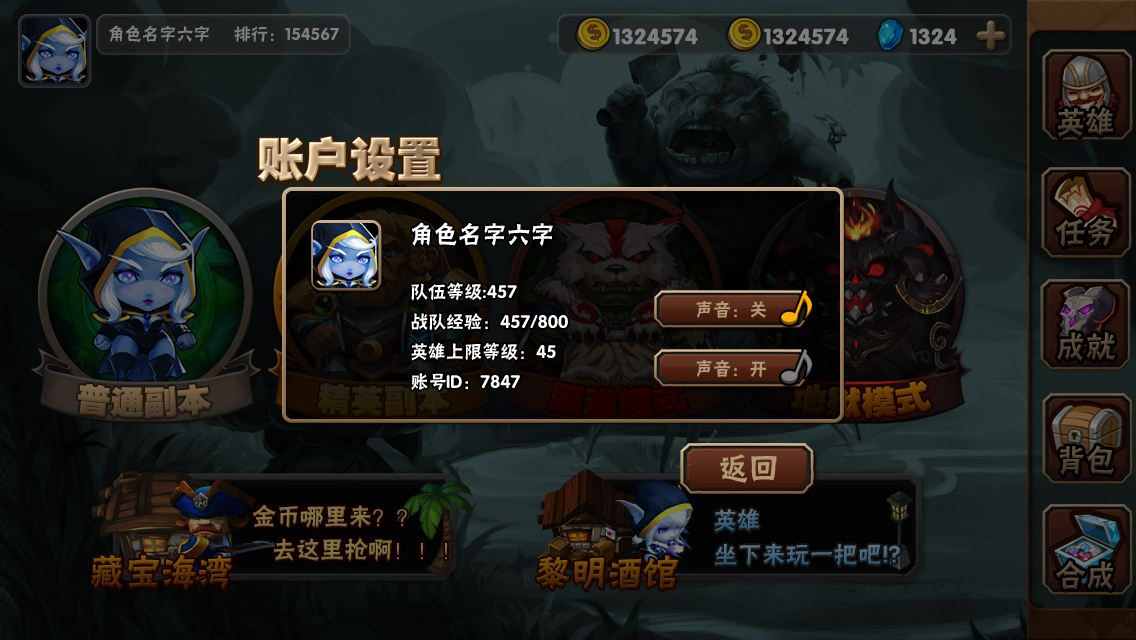 角色名字六字 排行：154567
1324574 1324574 1324
账户设置
角色名字六字
队伍等级:457
战队经验：457/800
英雄上限等级：45
账号ID：7847
声音：关
声音：开
返回
普通副本
精英副本
困难模式
地狱模式
金币哪里来？？
去这里抢啊！！！
藏宝海湾
英雄
坐下来玩一把吧!?
黎明酒馆
英雄
任务
成就
背包
合成